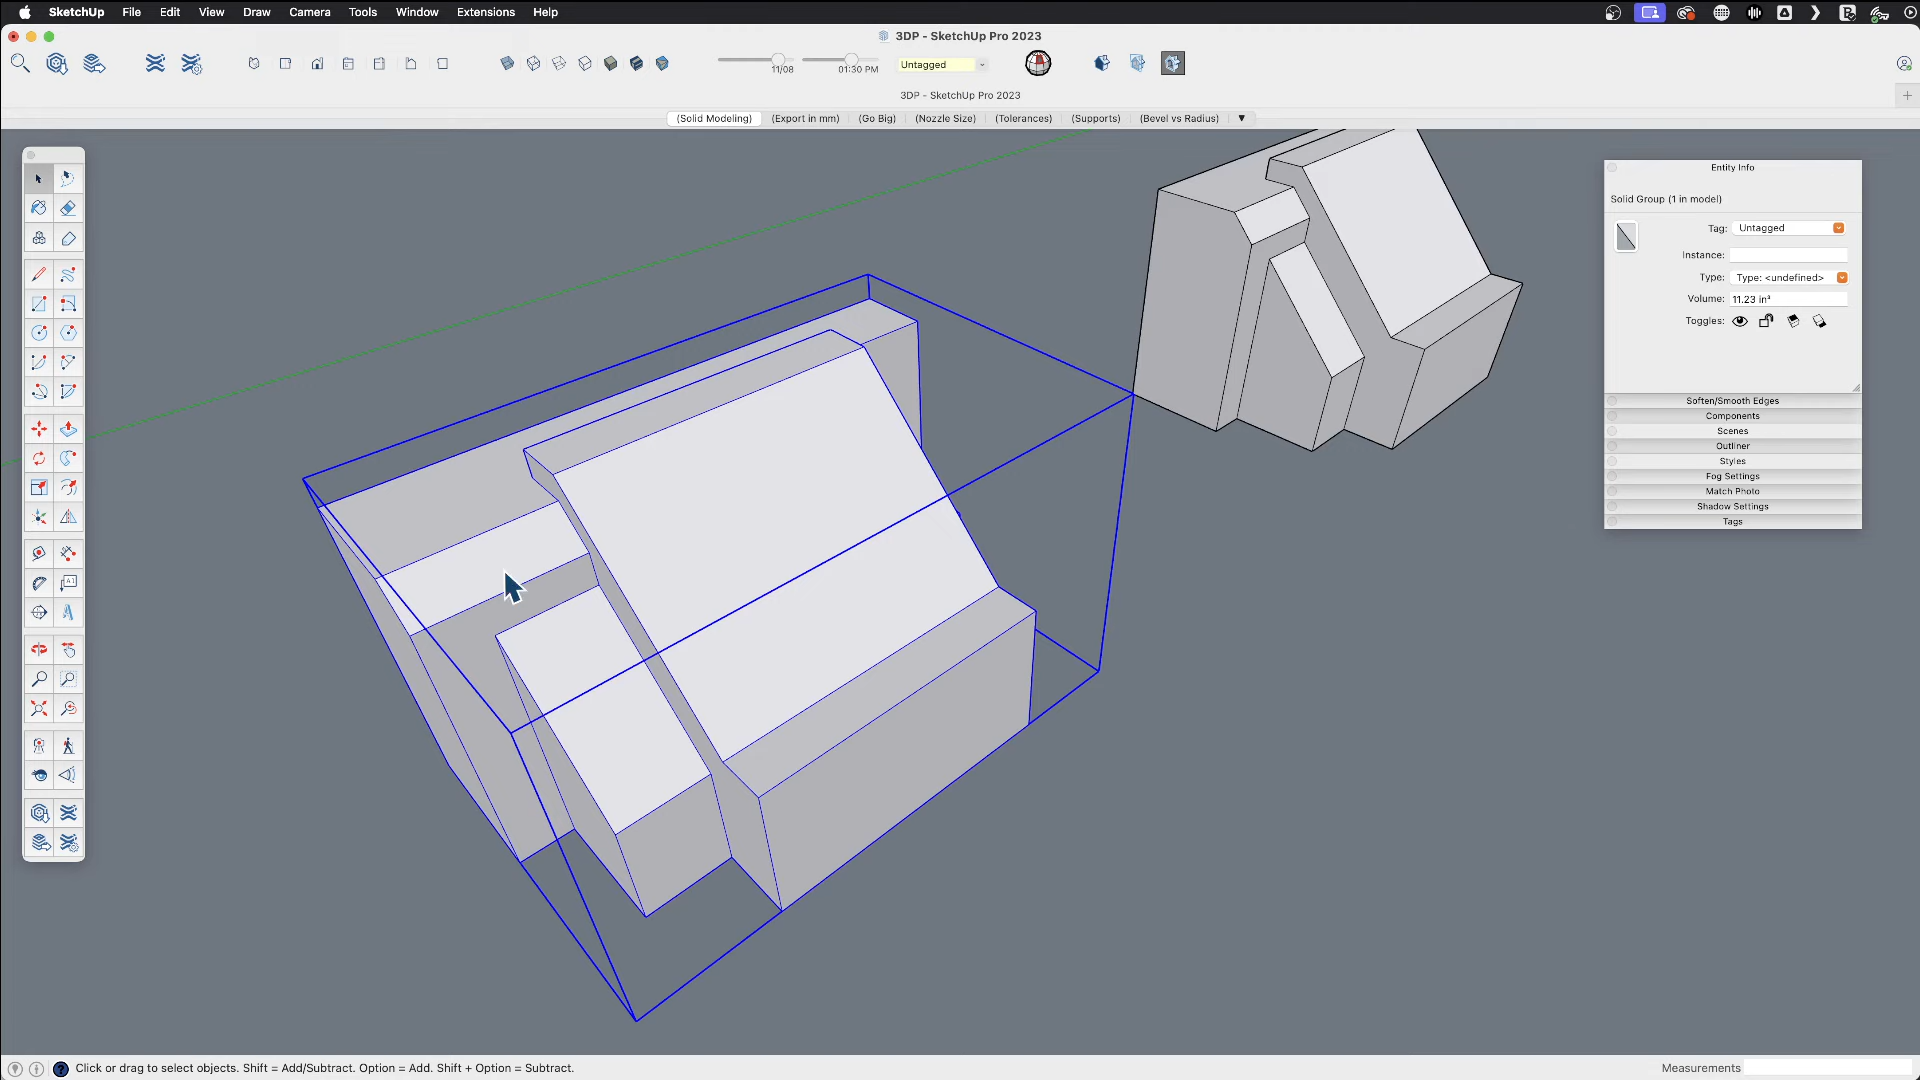 SketchUp File Edit View Draw Camera Tools Window Extensions Help
3DP - SketchUp Pro 2023
11/08 01:30 PM Untagged
3DP - SketchUp Pro 2023
(Solid Modeling) (Export in mm) (Go Big) (Nozzle Size) (Tolerances) (Supports) (Bevel vs Radius)
Entity Info
Solid Group (1 in model)
Tag: Untagged
Instance:
Type: Type: <undefined>
Volume: 11.23 in³
Toggles:
Soften/Smooth Edges
Components
Scenes
Outliner
Styles
Fog Settings
Match Photo
Shadow Settings
Tags
Click or drag to select objects. Shift = Add/Subtract. Option = Add. Shift + Option = Subtract.
Measurements